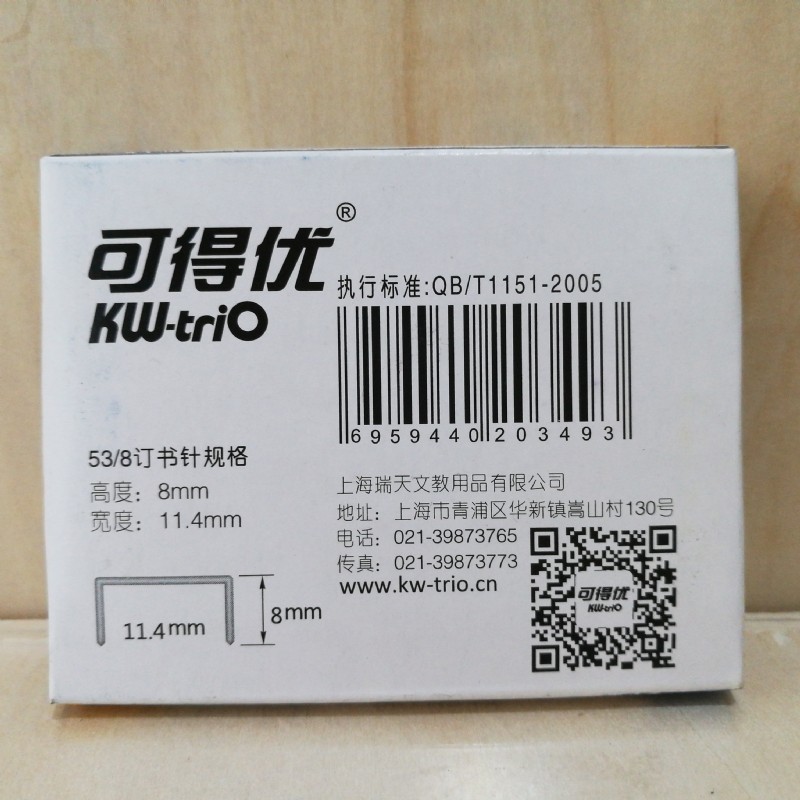 可得优®
KW-triO
执行标准:QB/T1151-2005
6959440203493
53/8订书针规格
高度：8mm
宽度：11.4mm
11.4mm
8mm
上海瑞天文教用品有限公司
地址：上海市青浦区华新镇嵩山村130号
电话：021-39873765
传真：021-39873773
www.kw-trio.cn
可得优
KW-triO